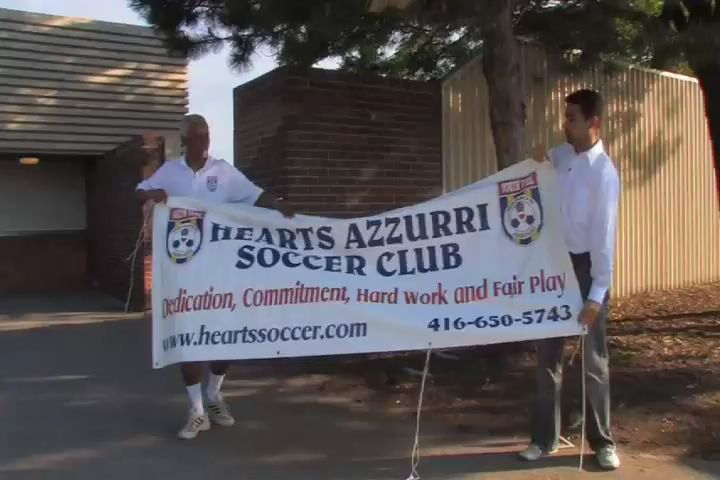 HEARTS AZZURRI
SOCCER CLUB
Dedication, Commitment, Hard Work and Fair Play
www.heartssoccer.com
416-650-5743